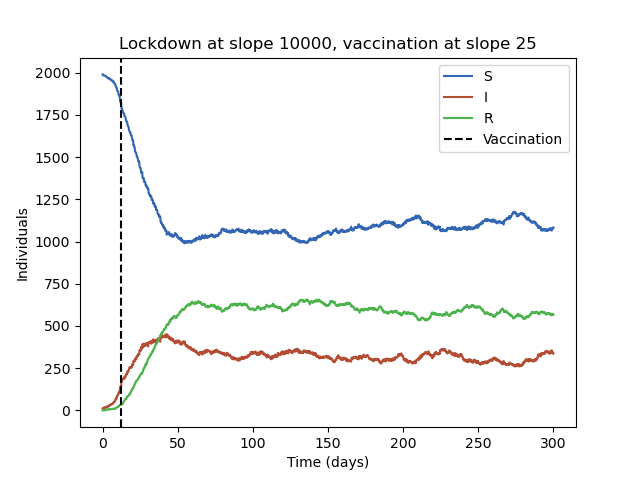 Lockdown at slope 10000, vaccination at slope 25
S
I
R
Vaccination
Individuals
2000
1750
1500
1250
1000
750
500
250
0
0 50 100 150 200 250 300
Time (days)